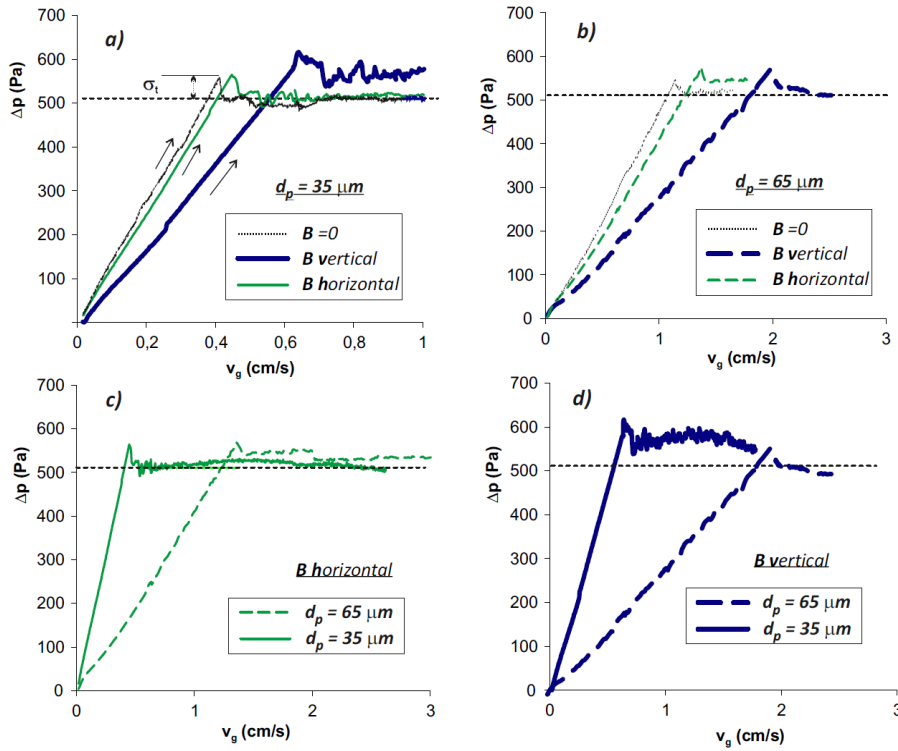 a)
Δp (Pa)
700
600
500
400
300
200
100
σt
dp = 35 μm
B =0
B vertical
B horizontal
0
0,2
0,4
0,6
0,8
1
vg (cm/s)
b)
Δp (Pa)
700
600
500
400
300
200
100
0
dp = 65 μm
B =0
B vertical
B horizontal
0
1
2
3
vg (cm/s)
c)
Δp (Pa)
700
600
500
400
300
200
100
0
B horizontal
dp = 65 μm
dp = 35 μm
0
1
2
3
vg (cm/s)
d)
Δp (Pa)
700
600
500
400
300
200
100
0
B vertical
dp = 65 μm
dp = 35 μm
0
1
2
3
vg (cm/s)